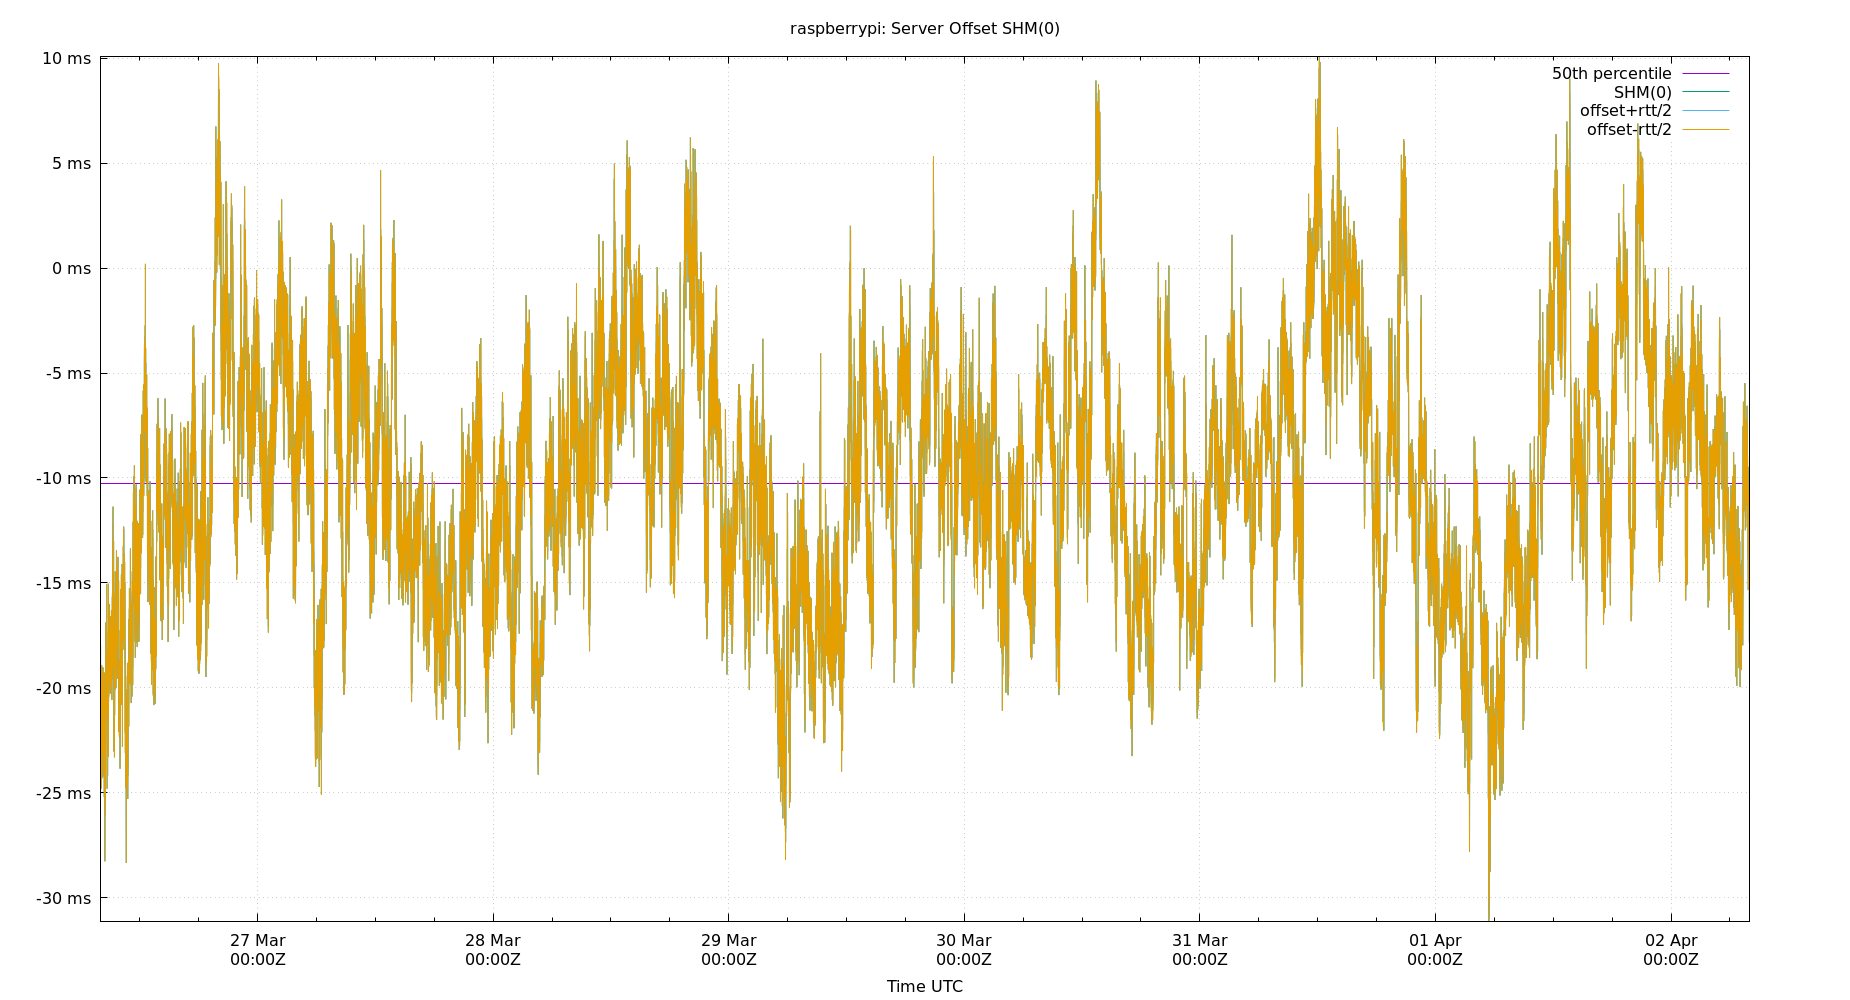 raspberrypi: Server Offset SHM(0)
10 ms
5 ms
0 ms
-5 ms
-10 ms
-15 ms
-20 ms
-25 ms
-30 ms
50th percentile
SHM(0)
offset+rtt/2
offset-rtt/2
27 Mar
00:00Z
28 Mar
00:00Z
29 Mar
00:00Z
30 Mar
00:00Z
31 Mar
00:00Z
01 Apr
00:00Z
02 Apr
00:00Z
Time UTC